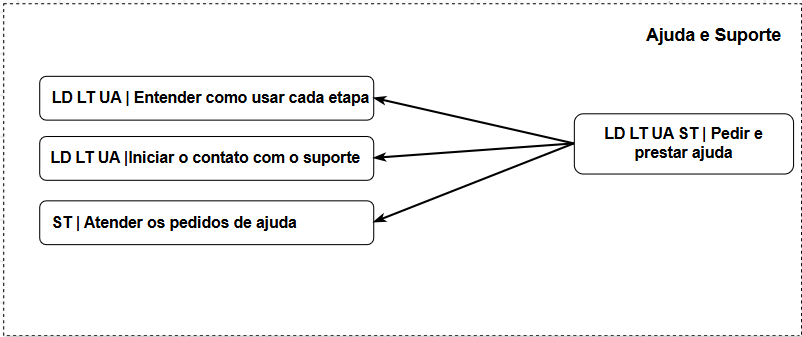 Ajuda e Suporte
LD LT UA | Entender como usar cada etapa
LD LT UA |Iniciar o contato com o suporte
ST | Atender os pedidos de ajuda
LD LT UA ST | Pedir e
prestar ajuda